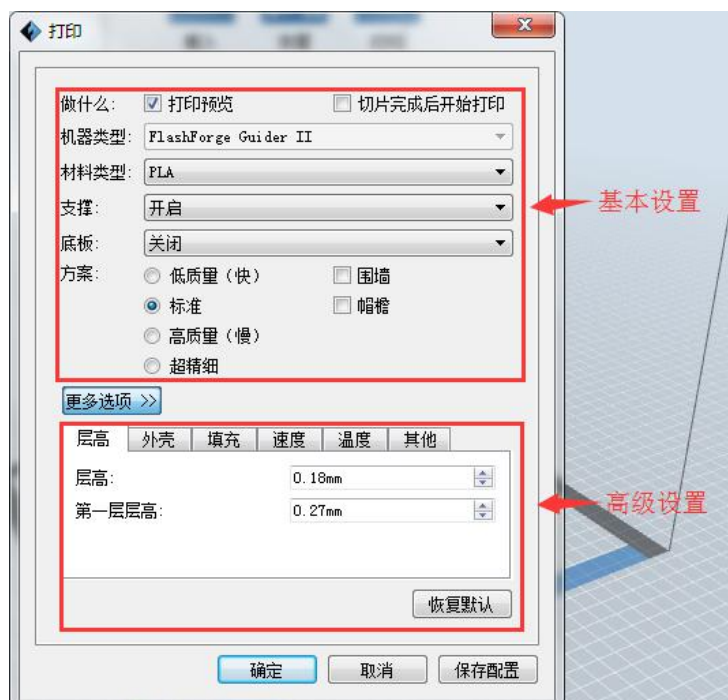 打印
做什么: 打印预览 切片完成后开始打印
机器类型: FlashForge Guider II
材料类型: PLA
支撑: 开启
基本设置
底板: 关闭
方案: 低质量(快) 围墙
标准 帽檐
高质量(慢)
超精细
更多选项 >>
层高 外壳 填充 速度 温度 其他
层高: 0.18mm
第一层层高: 0.27mm
高级设置
恢复默认
确定 取消 保存配置